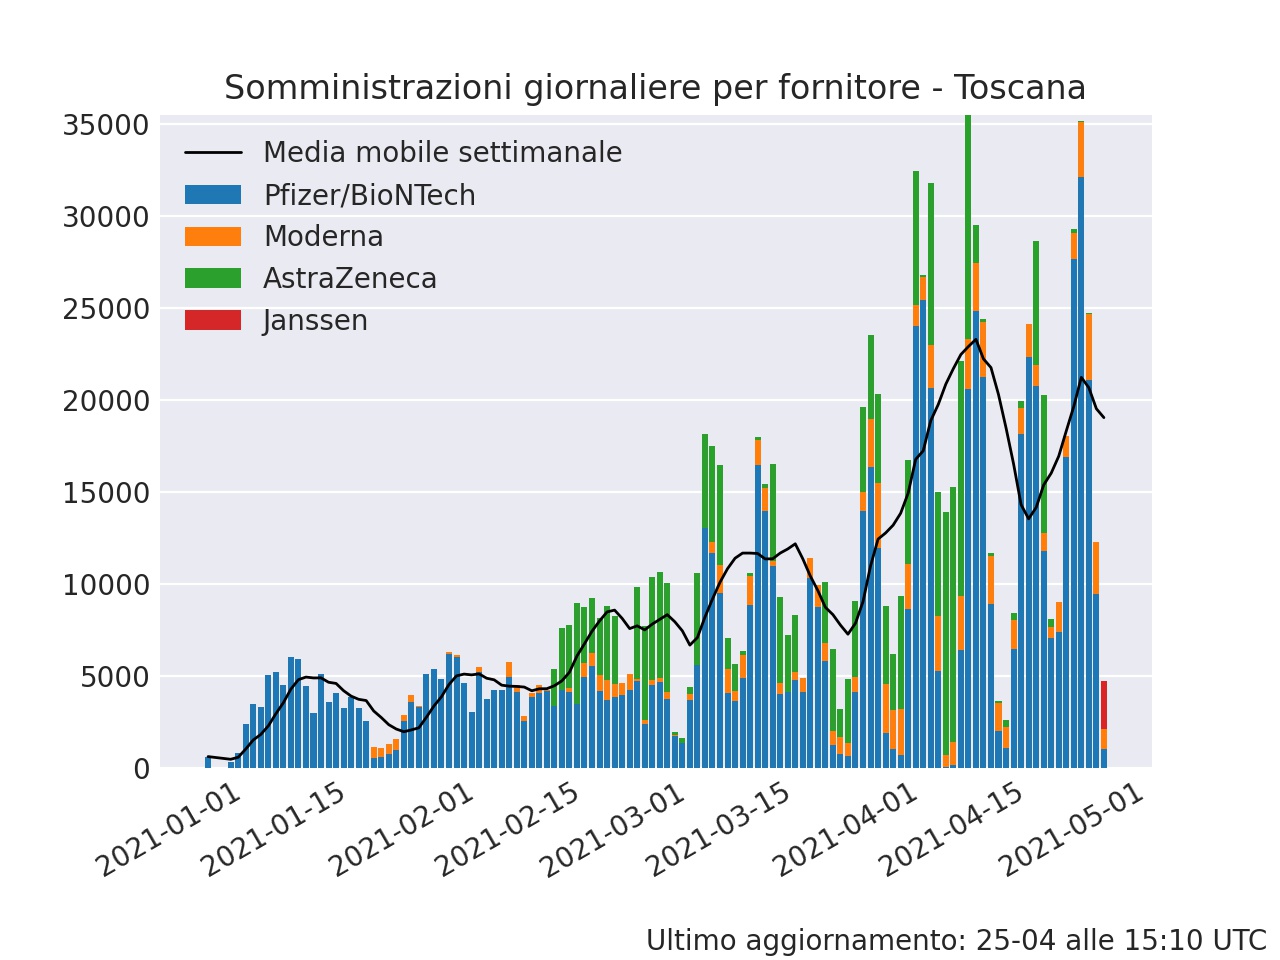 Somministrazioni giornaliere per fornitore - Toscana
35000
30000
25000
20000
15000
10000
5000
0
Media mobile settimanale
Pfizer/BioNTech
Moderna
AstraZeneca
Janssen
2021-01-01
2021-01-15
2021-02-01
2021-02-15
2021-03-01
2021-03-15
2021-04-01
2021-04-15
2021-05-01
Ultimo aggiornamento: 25-04 alle 15:10 UTC